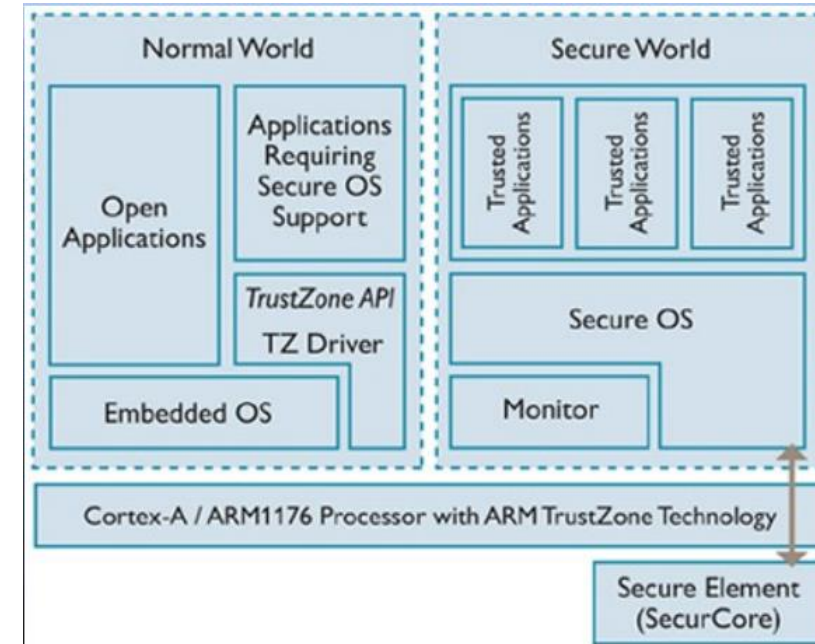 Normal World
Open
Applications
Applications
Requiring
Secure OS
Support
TrustZone API
TZ Driver
Embedded OS
Secure World
Trusted
Applications
Trusted
Applications
Trusted
Applications
Secure OS
Monitor
Cortex-A / ARM1176 Processor with ARM TrustZone Technology
Secure Element
(SecurCore)